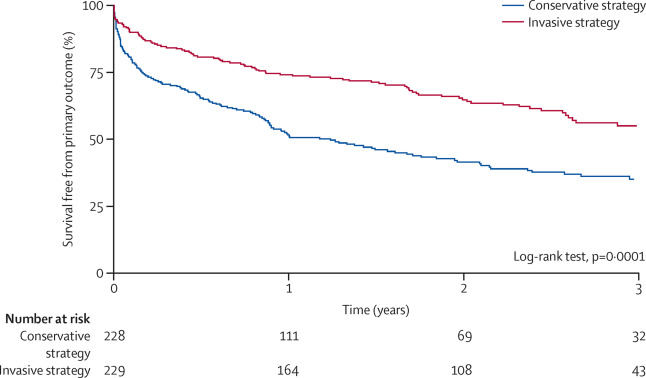 Conservative strategy
Invasive strategy
100
75
50
25
0
Survival free from primary outcome (%)
Log-rank test, p=0·0001
0 1 2 3
Time (years)
Number at risk
Conservative 228 111 69 32
strategy
Invasive strategy 229 164 108 43